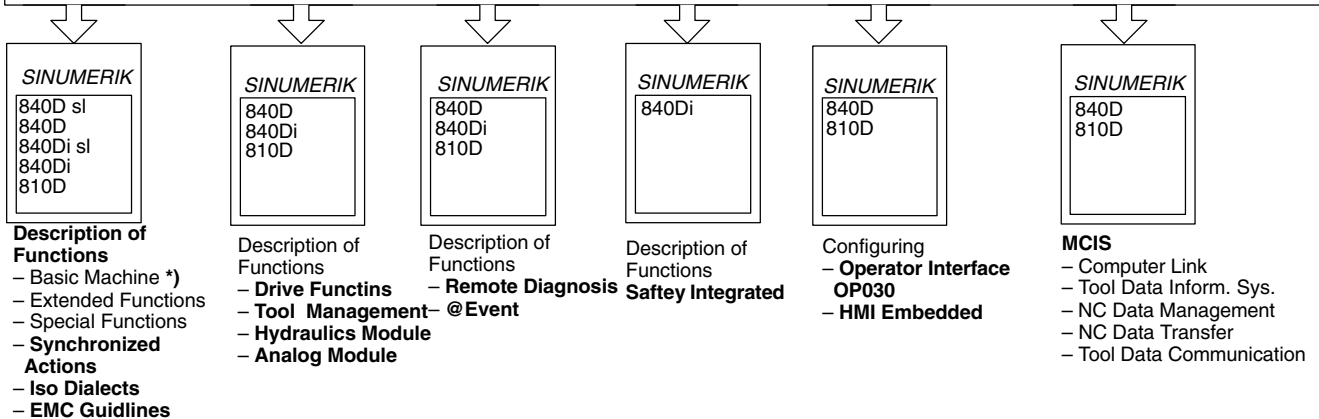 SINUMERIK
840D sl
840D
840Di sl
840Di
810D
Description of
Functions
– Basic Machine *)
– Extended Functions
– Special Functions
– Synchronized
Actions
– Iso Dialects
– EMC Guidlines
SINUMERIK
840D
840Di
810D
Description of
Functions
– Drive Functins
– Tool Management
– Hydraulics Module
– Analog Module
SINUMERIK
840D
840Di
810D
Description of
Functions
– Remote Diagnosis
– @Event
SINUMERIK
840Di
Description of
Functions
Saftey Integrated
SINUMERIK
840D
810D
Configuring
– Operator Interface
OP030
– HMI Embedded
SINUMERIK
840D
810D
MCIS
– Computer Link
– Tool Data Inform. Sys.
– NC Data Management
– NC Data Transfer
– Tool Data Communication